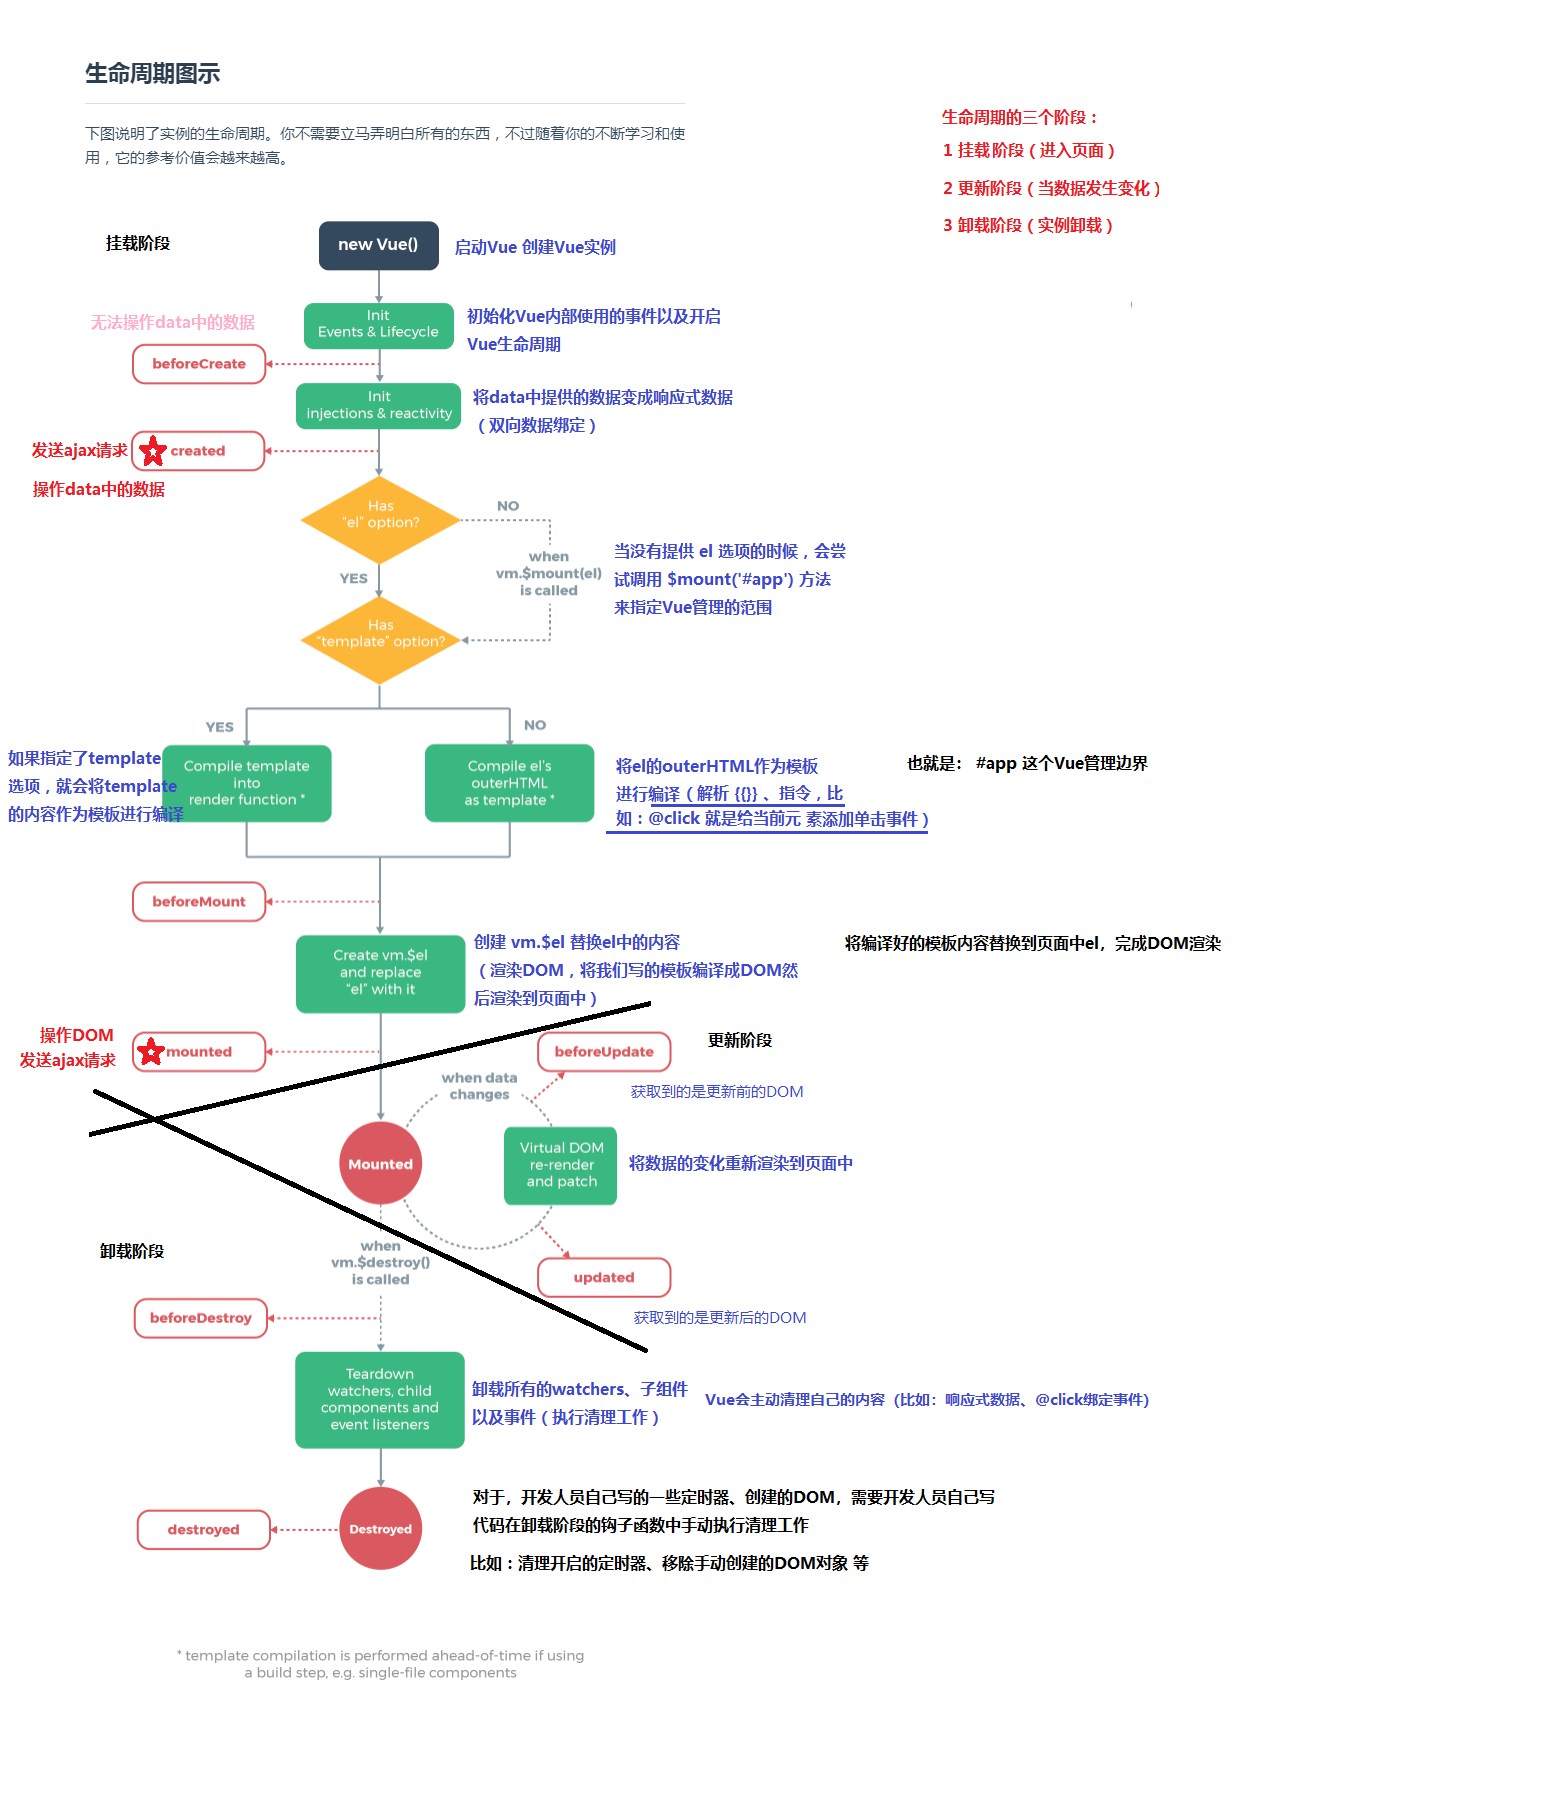 生命周期图示
下图说明了实例的生命周期。你不需要立马弄明白所有的东西，不过随着你的不断学习和使
用，它的参考价值会越来越高。
生命周期的三个阶段：
1 挂载阶段（进入页面）
2 更新阶段（当数据发生变化）
3 卸载阶段（实例卸载）
挂载阶段
new Vue()
启动Vue 创建Vue实例
无法操作data中的数据
Init
Events & Lifecycle
初始化Vue内部使用的事件以及开启
Vue生命周期
beforeCreate
Init
injections & reactivity
将data中提供的数据变成响应式数据
（双向数据绑定）
发送ajax请求
created
操作data中的数据
Has
“el” option?
NO
when
vm.$mount(el)
is called
当没有提供 el 选项的时候，会尝
试调用 $mount('#app') 方法
来指定Vue管理的范围
YES
Has
“template” option?
YES
NO
如果指定了template
选项，就会将template
的内容作为模板进行编译
Compile template
into
render function *
Compile el’s
outerHTML
as template *
将el的outerHTML作为模板
进行编译（解析 {{}} 、指令，比
如：@click 就是给当前元 素添加单击事件）
也就是： #app 这个Vue管理边界
beforeMount
Create vm.$el
and replace
“el” with it
创建 vm.$el 替换el中的内容
（渲染DOM，将我们写的模板编译成DOM然
后渲染到页面中）
将编译好的模板内容替换到页面中el，完成DOM渲染
操作DOM
发送ajax请求
mounted
beforeUpdate
更新阶段
when data
changes
获取到的是更新前的DOM
Mounted
Virtual DOM
re-render
and patch
将数据的变化重新渲染到页面中
卸载阶段
when
vm.$destroy()
is called
updated
获取到的是更新后的DOM
beforeDestroy
Teardown
watchers, child
components and
event listeners
卸载所有的watchers、子组件
以及事件（执行清理工作）
Vue会主动清理自己的内容（比如：响应式数据、@click绑定事件）
destroyed
Destroyed
对于，开发人员自己写的一些定时器、创建的DOM，需要开发人员自己写
代码在卸载阶段的钩子函数中手动执行清理工作
比如：清理开启的定时器、移除手动创建的DOM对象 等
* template compilation is performed ahead-of-time if using
a build step, e.g. single-file components